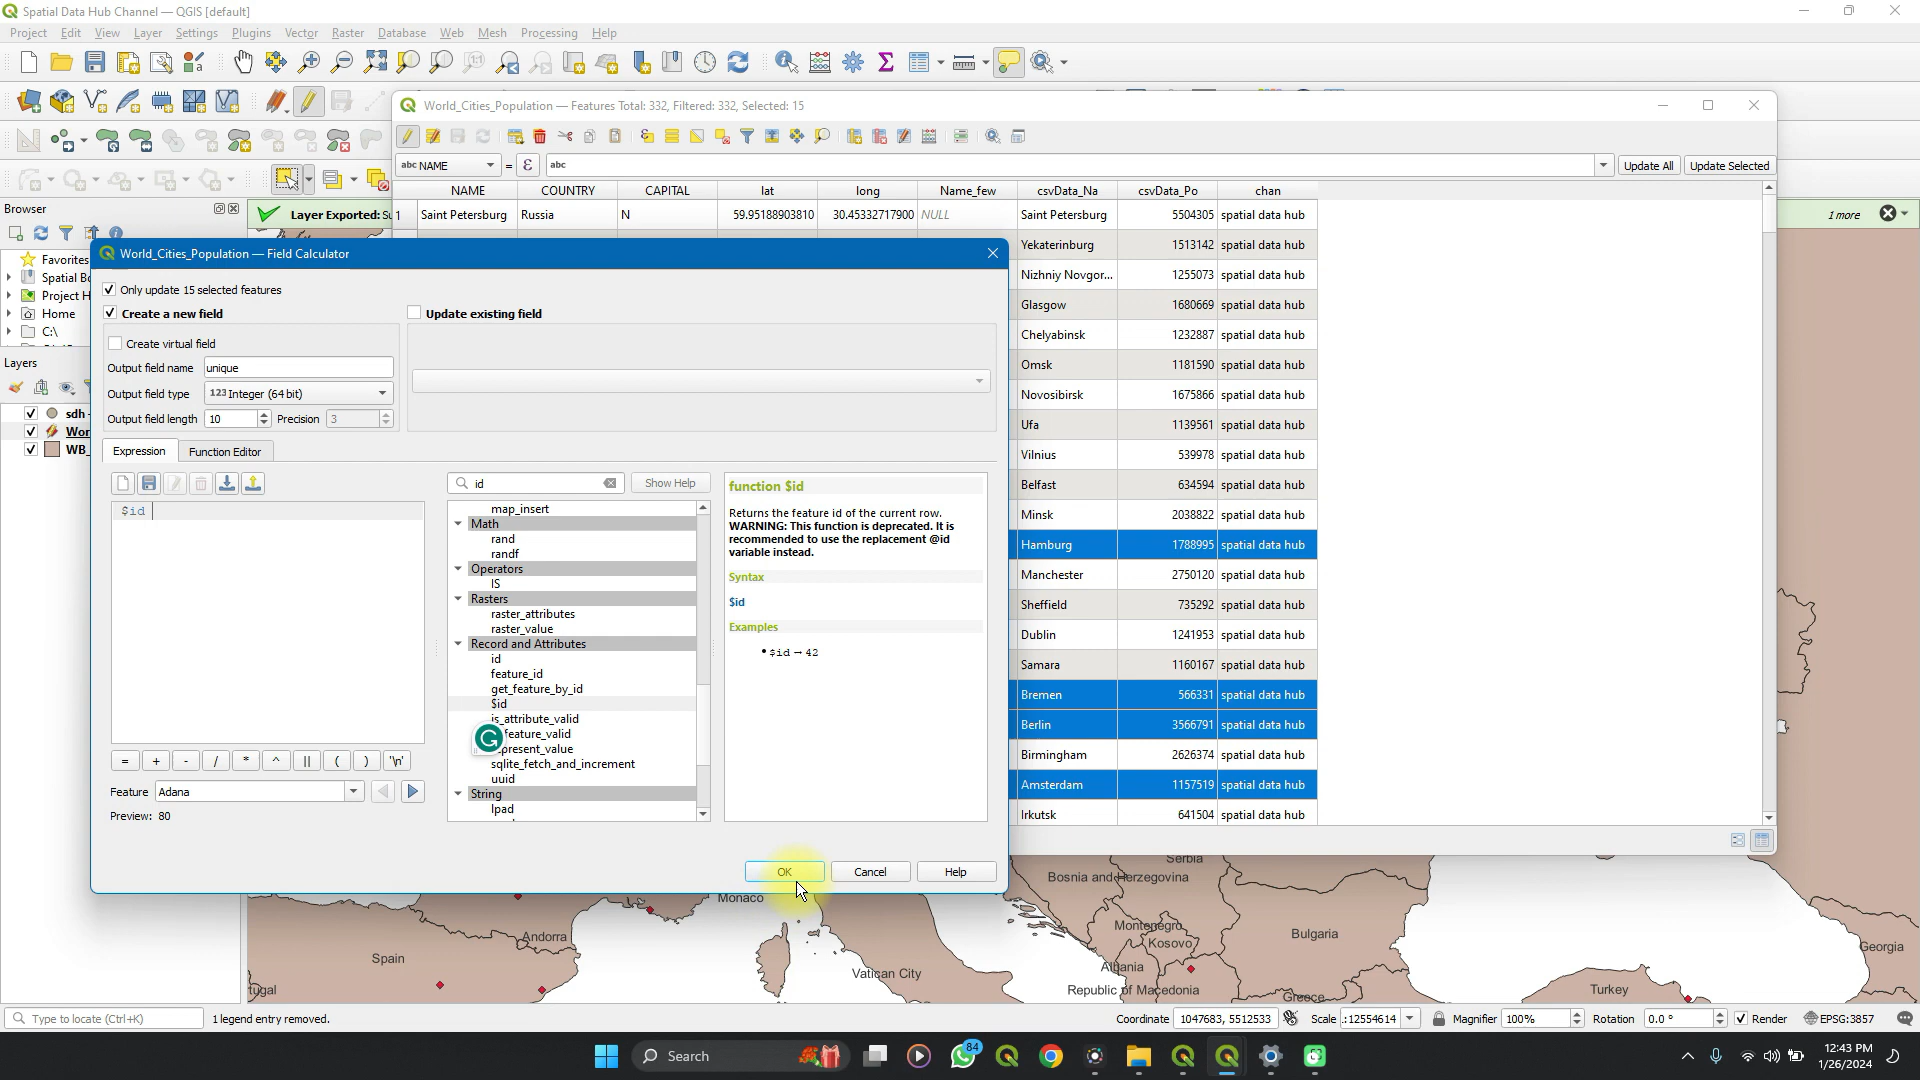 Spatial Data Hub Channel — QGIS [default]
Project Edit View Layer Settings Plugins Vector Raster Database Web Mesh Processing Help
World_Cities_Population — Features Total: 332, Filtered: 332, Selected: 15
abc NAME = ε abc Update All Update Selected
NAME COUNTRY CAPITAL lat long Name_few csvData_Na csvData_Po chan
Browser
Layer Exported:
1 more
1 Saint Petersburg Russia N 59.95188903810 30.45332717900 NULL Saint Petersburg 5504305 spatial data hub
Yekaterinburg 1513142 spatial data hub
Nizhniy Novgor... 1255073 spatial data hub
Glasgow 1680669 spatial data hub
Chelyabinsk 1232887 spatial data hub
Omsk 1181590 spatial data hub
Novosibirsk 1675866 spatial data hub
Ufa 1139561 spatial data hub
Vilnius 539978 spatial data hub
Belfast 634594 spatial data hub
Minsk 2038822 spatial data hub
Hamburg 1788995 spatial data hub
Manchester 2750120 spatial data hub
Sheffield 735292 spatial data hub
Dublin 1241953 spatial data hub
Samara 1160167 spatial data hub
Bremen 566331 spatial data hub
Berlin 3566791 spatial data hub
Birmingham 2626374 spatial data hub
Amsterdam 1157519 spatial data hub
Irkutsk 641504 spatial data hub
Favorites
Spatial Bo
Project H
Home
C:\
Layers
sdh
Wor
WB_
World_Cities_Population — Field Calculator
Only update 15 selected features
Create a new field
Update existing field
Create virtual field
Output field name unique
Output field type 123 Integer (64 bit)
Output field length 10 Precision 3
Expression Function Editor
id Show Help
$id
map_insert
Math
rand
randf
Operators
IS
Rasters
raster_attributes
raster_value
Record and Attributes
id
feature_id
get_feature_by_id
$id
is_attribute_valid
feature_valid
present_value
sqlite_fetch_and_increment
uuid
String
lpad
function $id
Returns the feature id of the current row.
WARNING: This function is deprecated. It is
recommended to use the replacement @id
variable instead.
Syntax
$id
Examples
• $id → 42
= + - / * ^ || ( ) '\n'
Feature Adana
Preview: 80
OK Cancel Help
Serbia
Bosnia and Herzegovina
Monaco
Montenegro
Kosovo
Bulgaria
Andorra
Spain
Vatican City
Albania
Republic of Macedonia
Greece
Turkey
Georgia
tugal
Type to locate (Ctrl+K) 1 legend entry removed. Coordinate 1047683, 5512533 Scale :12554614 Magnifier 100% Rotation 0.0 ° Render EPSG:3857
Search 84 12:43 PM
1/26/2024